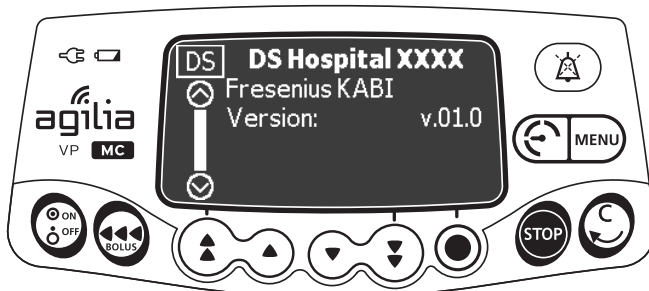 DS DS Hospital XXXX
Fresenius KABI
Version: v.01.0
agilia
VP MC
MENU
ON
OFF
BOLUS
STOP
C